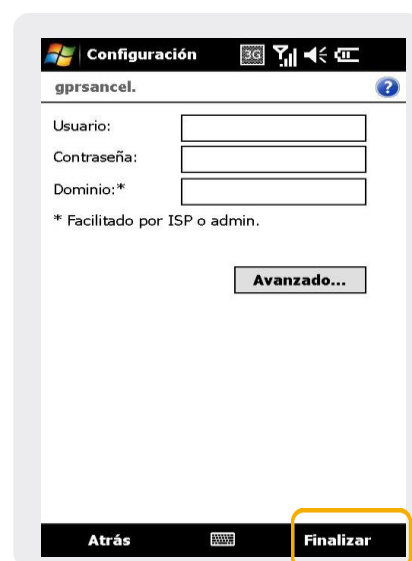 Configuración 3G
gprsancel.
Usuario:
Contraseña:
Dominio:*
* Facilitado por ISP o admin.
Avanzado...
Atrás Finalizar